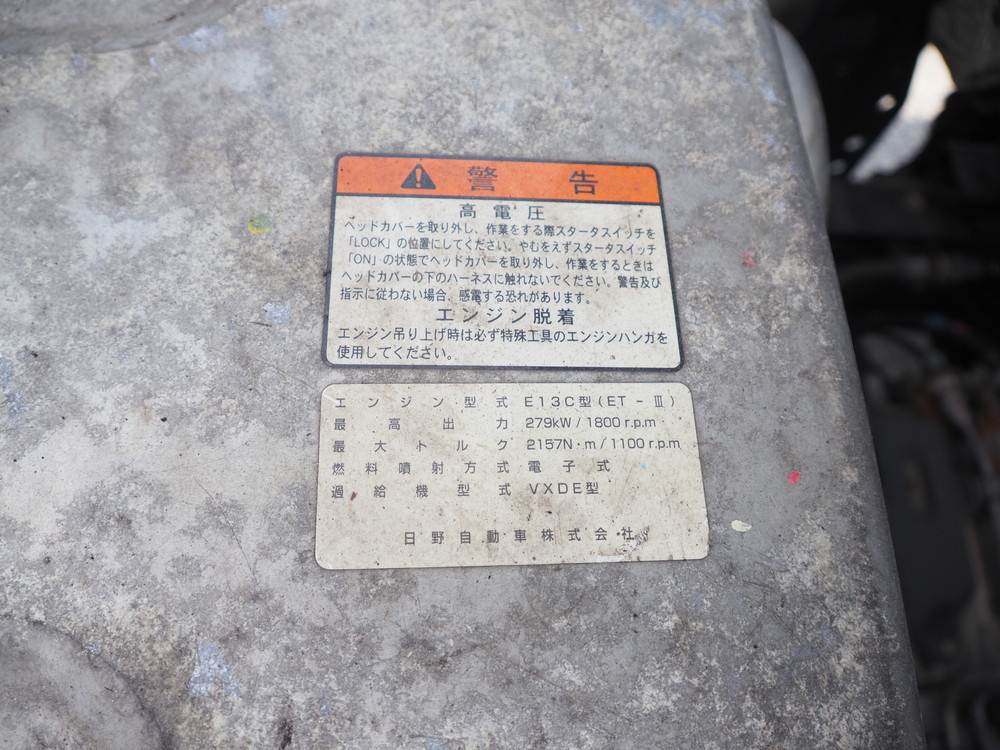 警告
高電圧
ヘッドカバーを取り外し、作業をする際スタータスイッチを
「LOCK」の位置にしてください。やむをえずスタータスイッチ
「ON」の状態でヘッドカバーを取り外し、作業をするときは
ヘッドカバーの下のハーネスに触れないでください。警告及び
指示に従わない場合、感電する恐れがあります。
エンジン脱着
エンジン吊り上げ時は必ず特殊工具のエンジンハンガを
使用してください。
エンジン型式 E13C型(ET-Ⅲ)
最高出力 279kW/1800r.p.m
最大トルク 2157N·m/1100r.p.m
燃料噴射方式 電子式
過給機型式 VXDE型
日野自動車株式会社